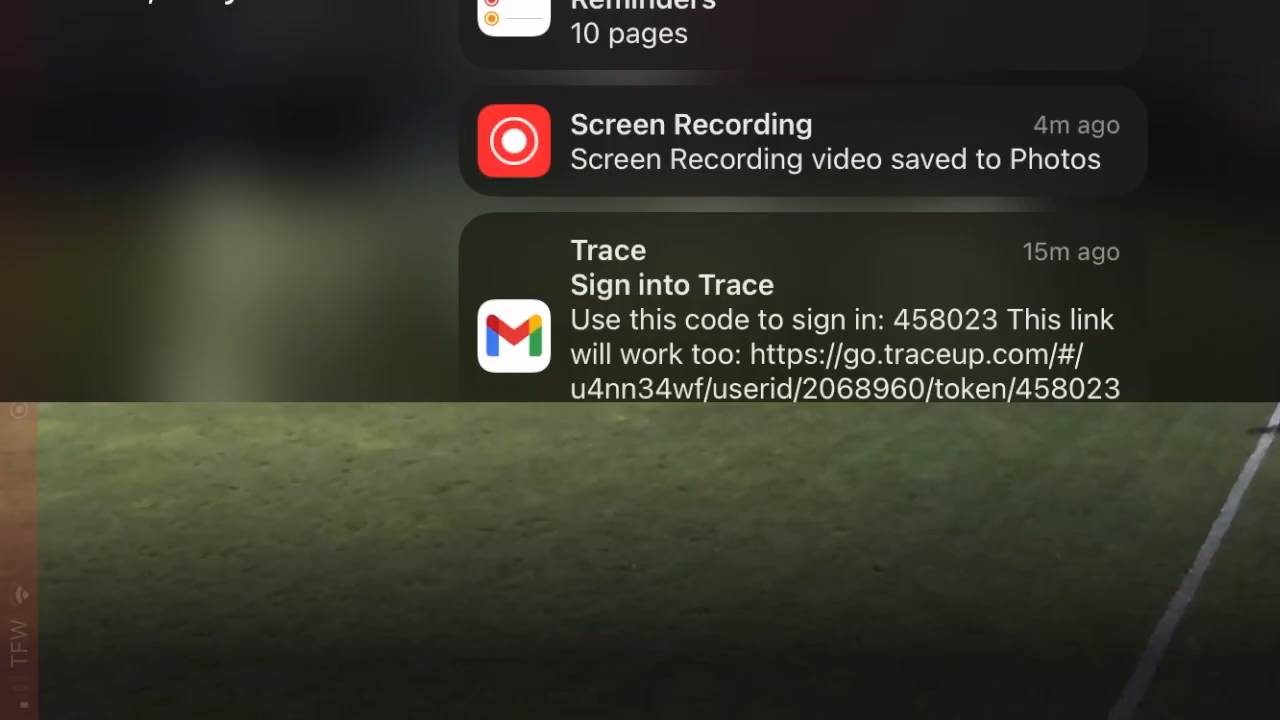 Reminders
10 pages
Screen Recording
4m ago
Screen Recording video saved to Photos
Trace
15m ago
Sign into Trace
Use this code to sign in: 458023 This link
will work too: https://go.traceup.com/#/
u4nn34wf/userid/2068960/token/458023
TFW